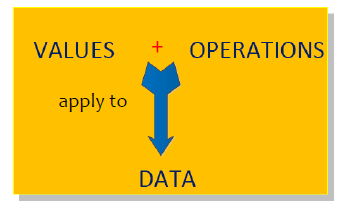 VALUES + OPERATIONS
apply to
DATA